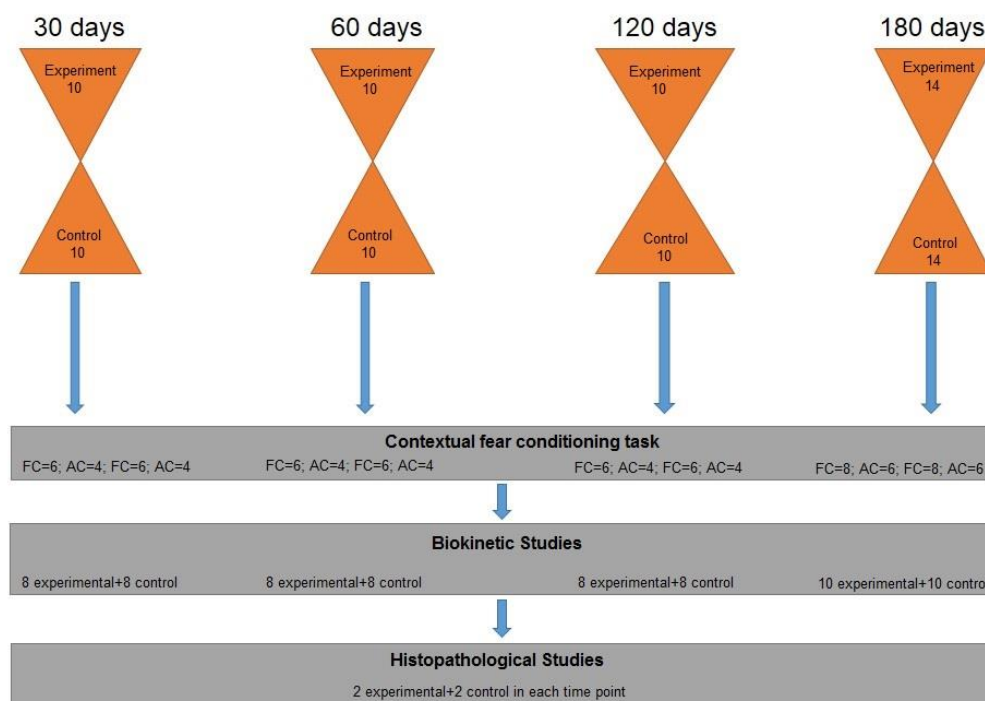 30 days
60 days
120 days
180 days
Experiment
10
Experiment
10
Experiment
10
Experiment
14
Control
10
Control
10
Control
10
Control
14
Contextual fear conditioning task
FC=6; AC=4; FC=6; AC=4
FC=6; AC=4; FC=6; AC=4
FC=6; AC=4; FC=6; AC=4
FC=8; AC=6; FC=8; AC=6
Biokinetic Studies
8 experimental+8 control
8 experimental+8 control
8 experimental+8 control
10 experimental+10 control
Histopathological Studies
2 experimental+2 control in each time point